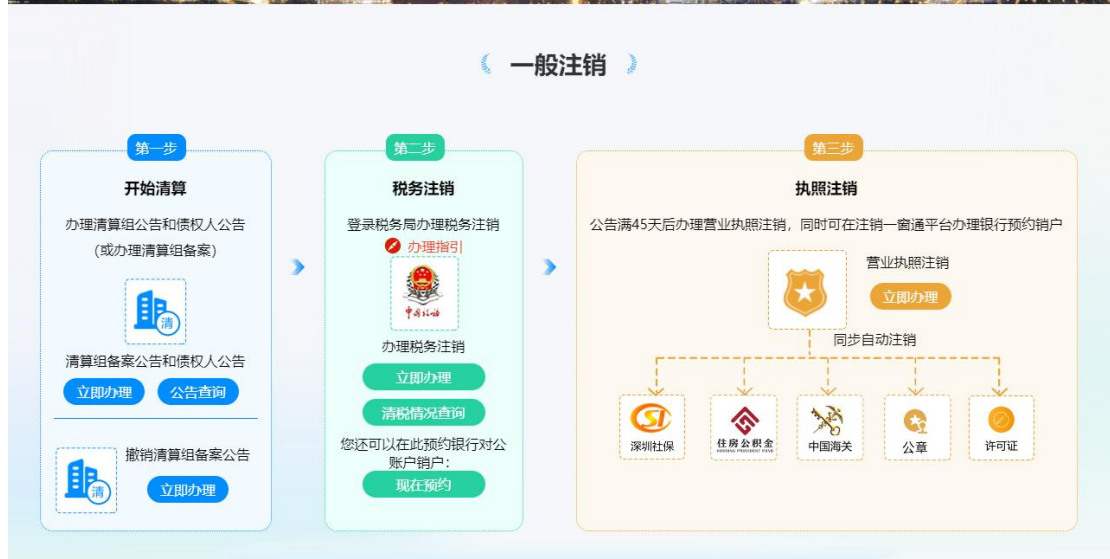 一般注销
第一步
开始清算
办理清算组公告和债权人公告
(或办理清算组备案)
清
清算组备案公告和债权人公告
立即办理
公告查询
撤销清算组备案公告
清
立即办理
第二步
税务注销
登录税务局办理税务注销
办理指引
中国税务
办理税务注销
立即办理
清税情况查询
您还可以在此预约银行对公
账户销户：
现在预约
第三步
执照注销
公告满45天后办理营业执照注销，同时可在注销一窗通平台办理银行预约销户
营业执照注销
立即办理
同步自动注销
深圳社保
住房公积金
HOUSING PROVIDENT FUND
中国海关
公章
许可证